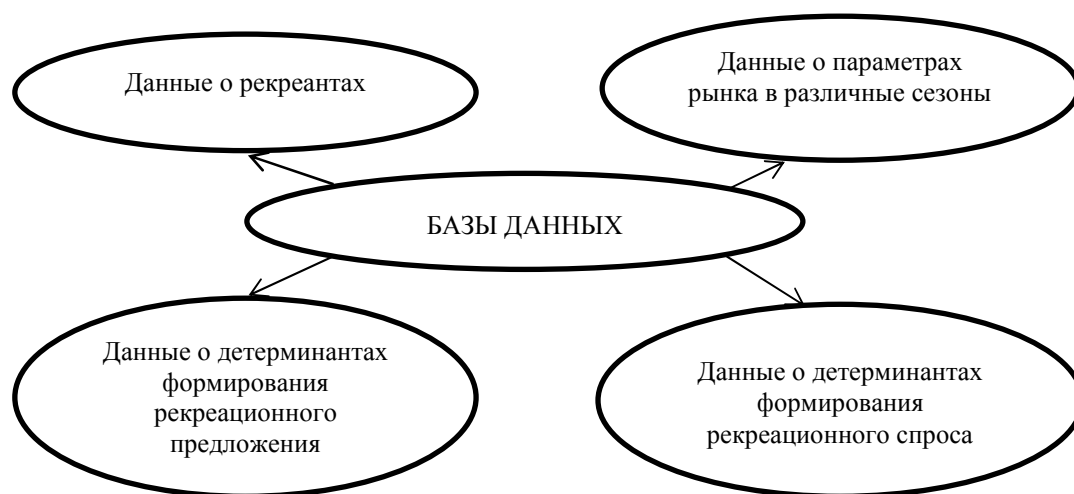 Данные о рекреантах
Данные о параметрах
рынка в различные сезоны
БАЗЫ ДАННЫХ
Данные о детерминантах
формирования
рекреационного
предложения
Данные о детерминантах
формирования
рекреационного спроса